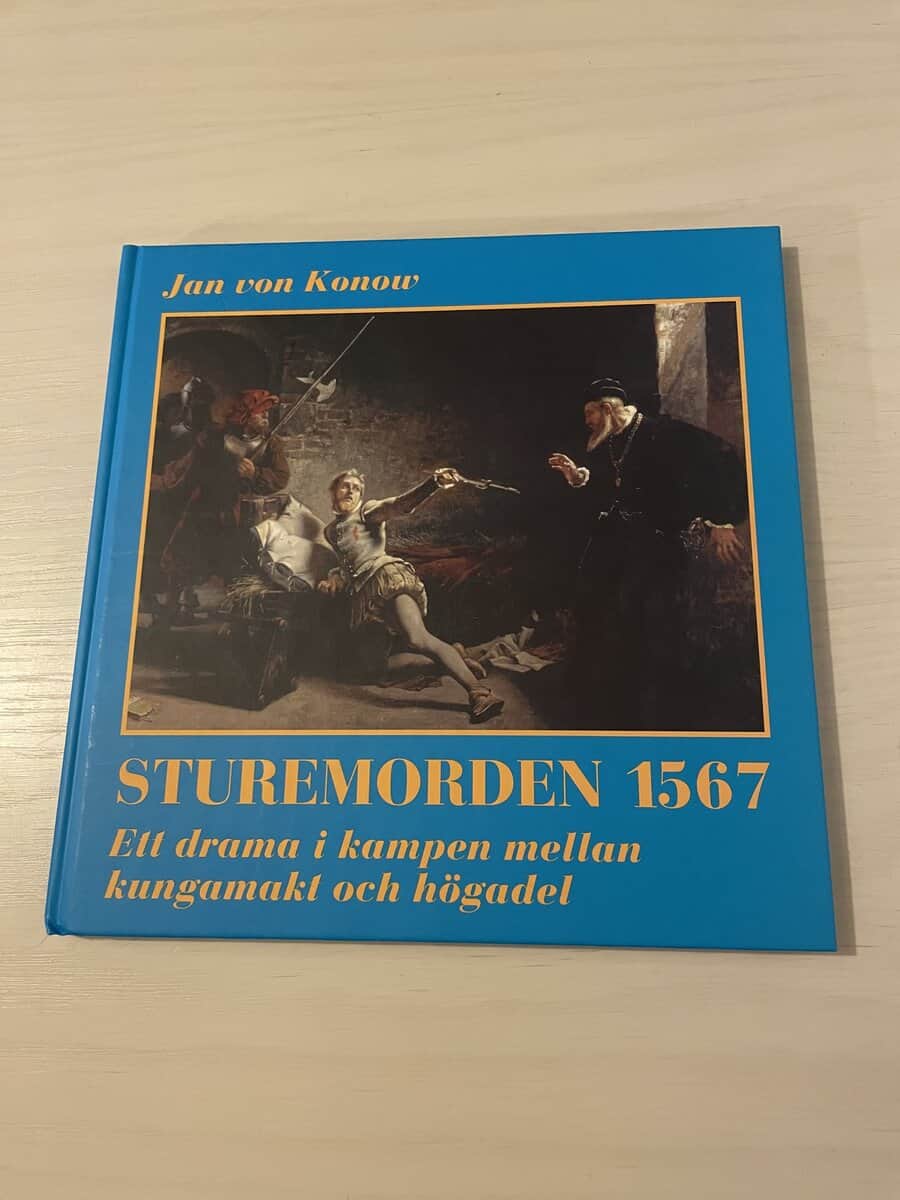 Jan von Konow
STUREMORDEN 1567
Ett drama i kampen mellan
kungamakt och högadel